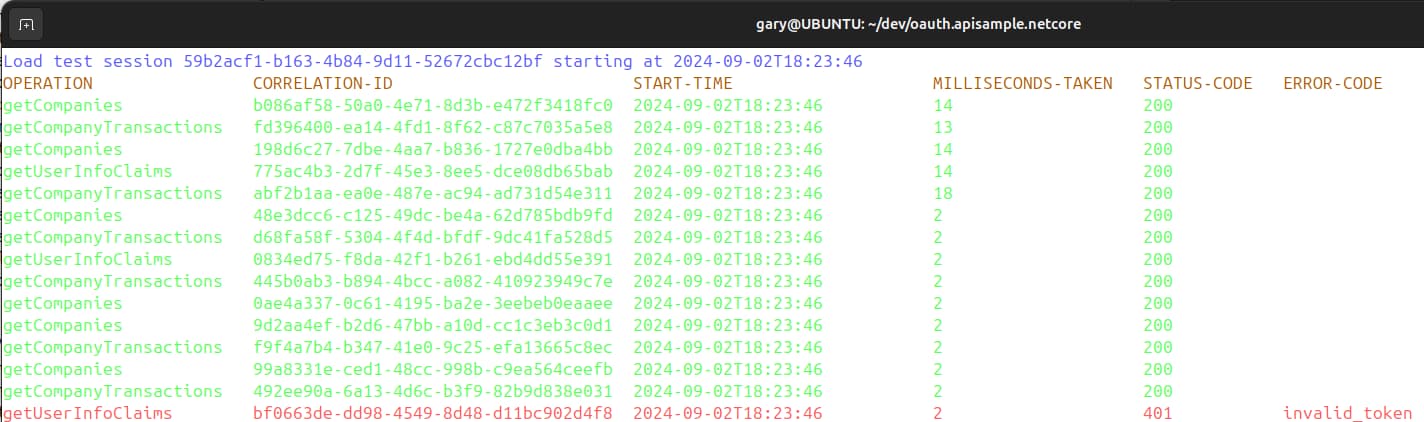 gary@UBUNTU: ~/dev/oauth.apisample.netcore
Load test session 59b2acf1-b163-4b84-9d11-52672cbc12bf starting at 2024-09-02T18:23:46
OPERATION CORRELATION-ID START-TIME MILLISECONDS-TAKEN STATUS-CODE ERROR-CODE
getCompanies b086af58-50a0-4e71-8d3b-e472f3418fc0 2024-09-02T18:23:46 14 200
getCompanyTransactions fd396400-ea14-4fd1-8f62-c87c7035a5e8 2024-09-02T18:23:46 13 200
getCompanies 198d6c27-7dbe-4aa7-b836-1727e0dba4bb 2024-09-02T18:23:46 14 200
getUserInfoClaims 775ac4b3-2d7f-45e3-8ee5-dce08db65bab 2024-09-02T18:23:46 14 200
getCompanyTransactions abf2b1aa-ea0e-487e-ac94-ad731d54e311 2024-09-02T18:23:46 18 200
getCompanies 48e3dcc6-c125-49dc-be4a-62d785bdb9fd 2024-09-02T18:23:46 2 200
getCompanyTransactions d68fa58f-5304-4f4d-bfdf-9dc41fa528d5 2024-09-02T18:23:46 2 200
getUserInfoClaims 0834ed75-f8da-42f1-b261-ebd4dd55e391 2024-09-02T18:23:46 2 200
getCompanyTransactions 445b0ab3-b894-4bcc-a082-410923949c7e 2024-09-02T18:23:46 2 200
getCompanies 0ae4a337-0c61-4195-ba2e-3eebeb0eaaee 2024-09-02T18:23:46 2 200
getCompanies 9d2aa4ef-b2d6-47bb-a10d-cc1c3eb3c0d1 2024-09-02T18:23:46 2 200
getCompanyTransactions f9f4a7b4-b347-41e0-9c25-efa13665c8ec 2024-09-02T18:23:46 2 200
getCompanies 99a8331e-ced1-48cc-998b-c9ea564ceefb 2024-09-02T18:23:46 2 200
getCompanyTransactions 492ee90a-6a13-4d6c-b3f9-82b9d838e031 2024-09-02T18:23:46 2 200
getUserInfoClaims bf0663de-dd98-4549-8d48-d11bc902d4f8 2024-09-02T18:23:46 2 401 invalid_token